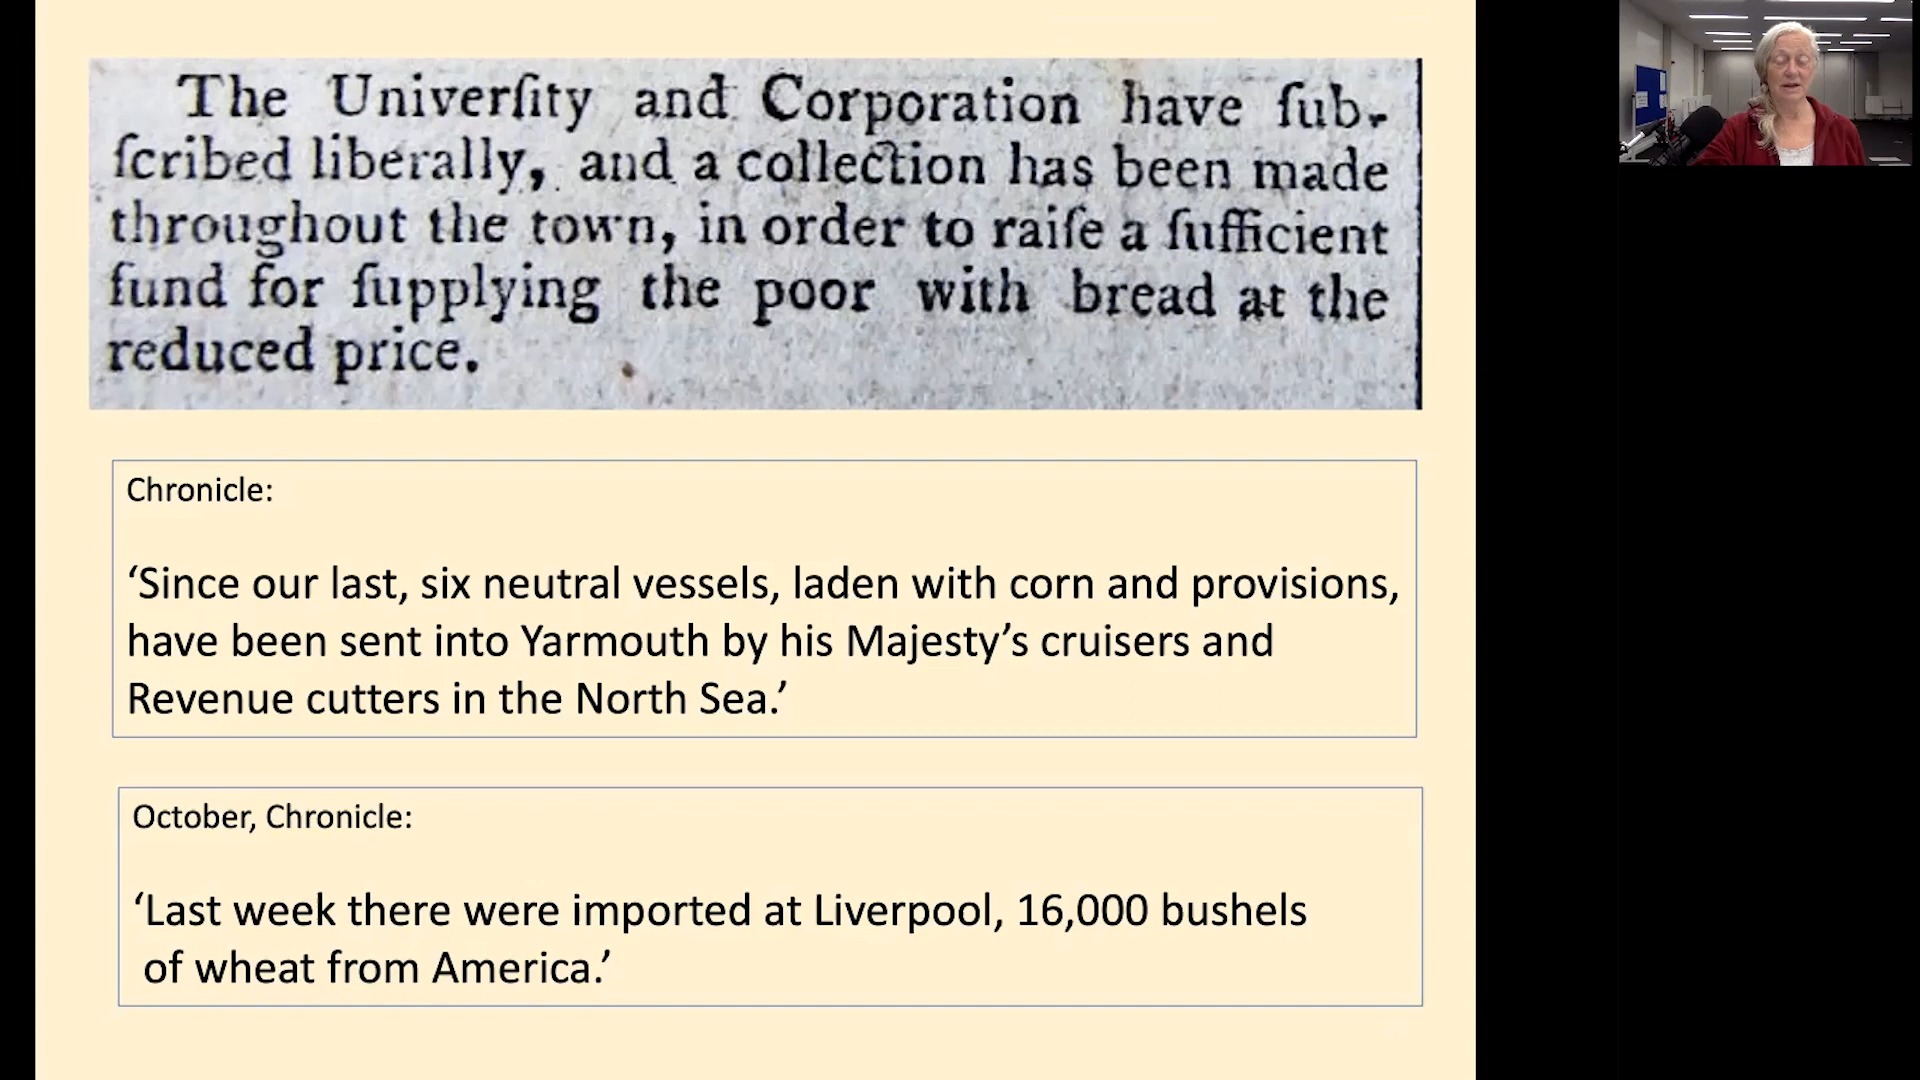 The Univerſity and Corporation have ſub-
ſcribed liberally, and a collection has been made
throughout the town, in order to raiſe a ſufficient
fund for ſupplying the poor with bread at the
reduced price.
Chronicle:
‘Since our last, six neutral vessels, laden with corn and provisions,
have been sent into Yarmouth by his Majesty’s cruisers and
Revenue cutters in the North Sea.’
October, Chronicle:
‘Last week there were imported at Liverpool, 16,000 bushels
of wheat from America.’